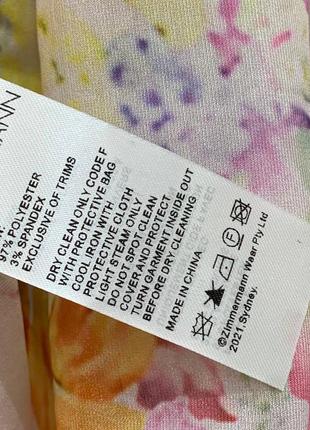 MANN
97% POLYESTER
3% SPANDEX
EXCLUSIVE OF TRIMS
DRY CLEAN ONLY CODE F
WITH PROTECTIVE BAG
COOL IRON WITH
PROTECTIVE CLOTH
LIGHT STEAM ONLY
DO NOT SPOT CLEAN
COVER AND PROTECT,
TURN GARMENT INSIDE OUT
BEFORE DRY CLEANING
MADE IN CHINA
©Zimmermann Wear Pty Ltd
2021. Sydney.